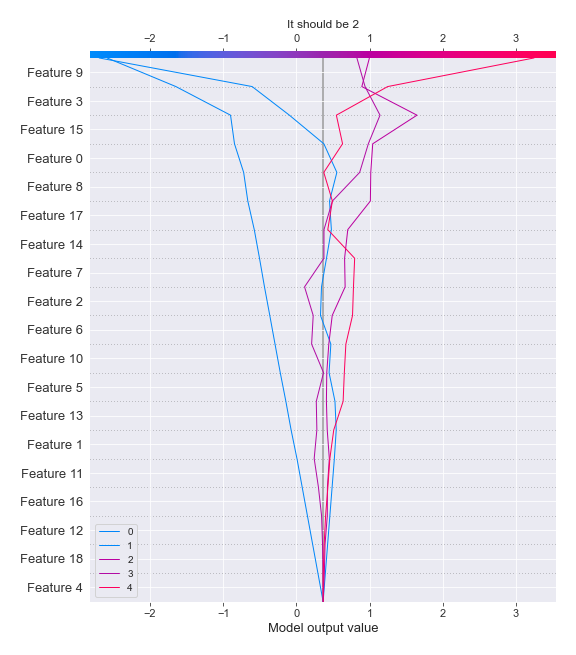 It should be 2
−2 −1 0 1 2 3
Feature 9
Feature 3
Feature 15
Feature 0
Feature 8
Feature 17
Feature 14
Feature 7
Feature 2
Feature 6
Feature 10
Feature 5
Feature 13
Feature 1
Feature 11
Feature 16
Feature 12
Feature 18
Feature 4
0
1
2
3
4
−2 −1 0 1 2 3
Model output value